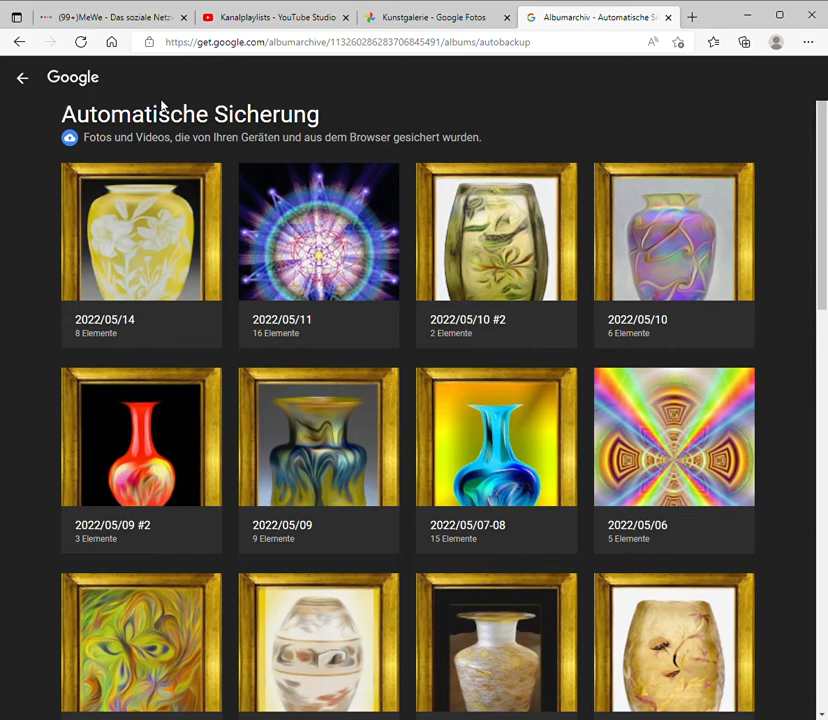 (99+)MeWe - Das soziale Netzw
Kanalplaylists - YouTube Studio
Kunstgalerie - Google Fotos
Albumarchiv - Automatische Si
https://get.google.com/albumarchive/113260286283706845491/albums/autobackup
Google
Automatische Sicherung
Fotos und Videos, die von Ihren Geräten und aus dem Browser gesichert wurden.
2022/05/14
8 Elemente
2022/05/11
16 Elemente
2022/05/10 #2
2 Elemente
2022/05/10
6 Elemente
2022/05/09 #2
3 Elemente
2022/05/09
9 Elemente
2022/05/07-08
15 Elemente
2022/05/06
5 Elemente